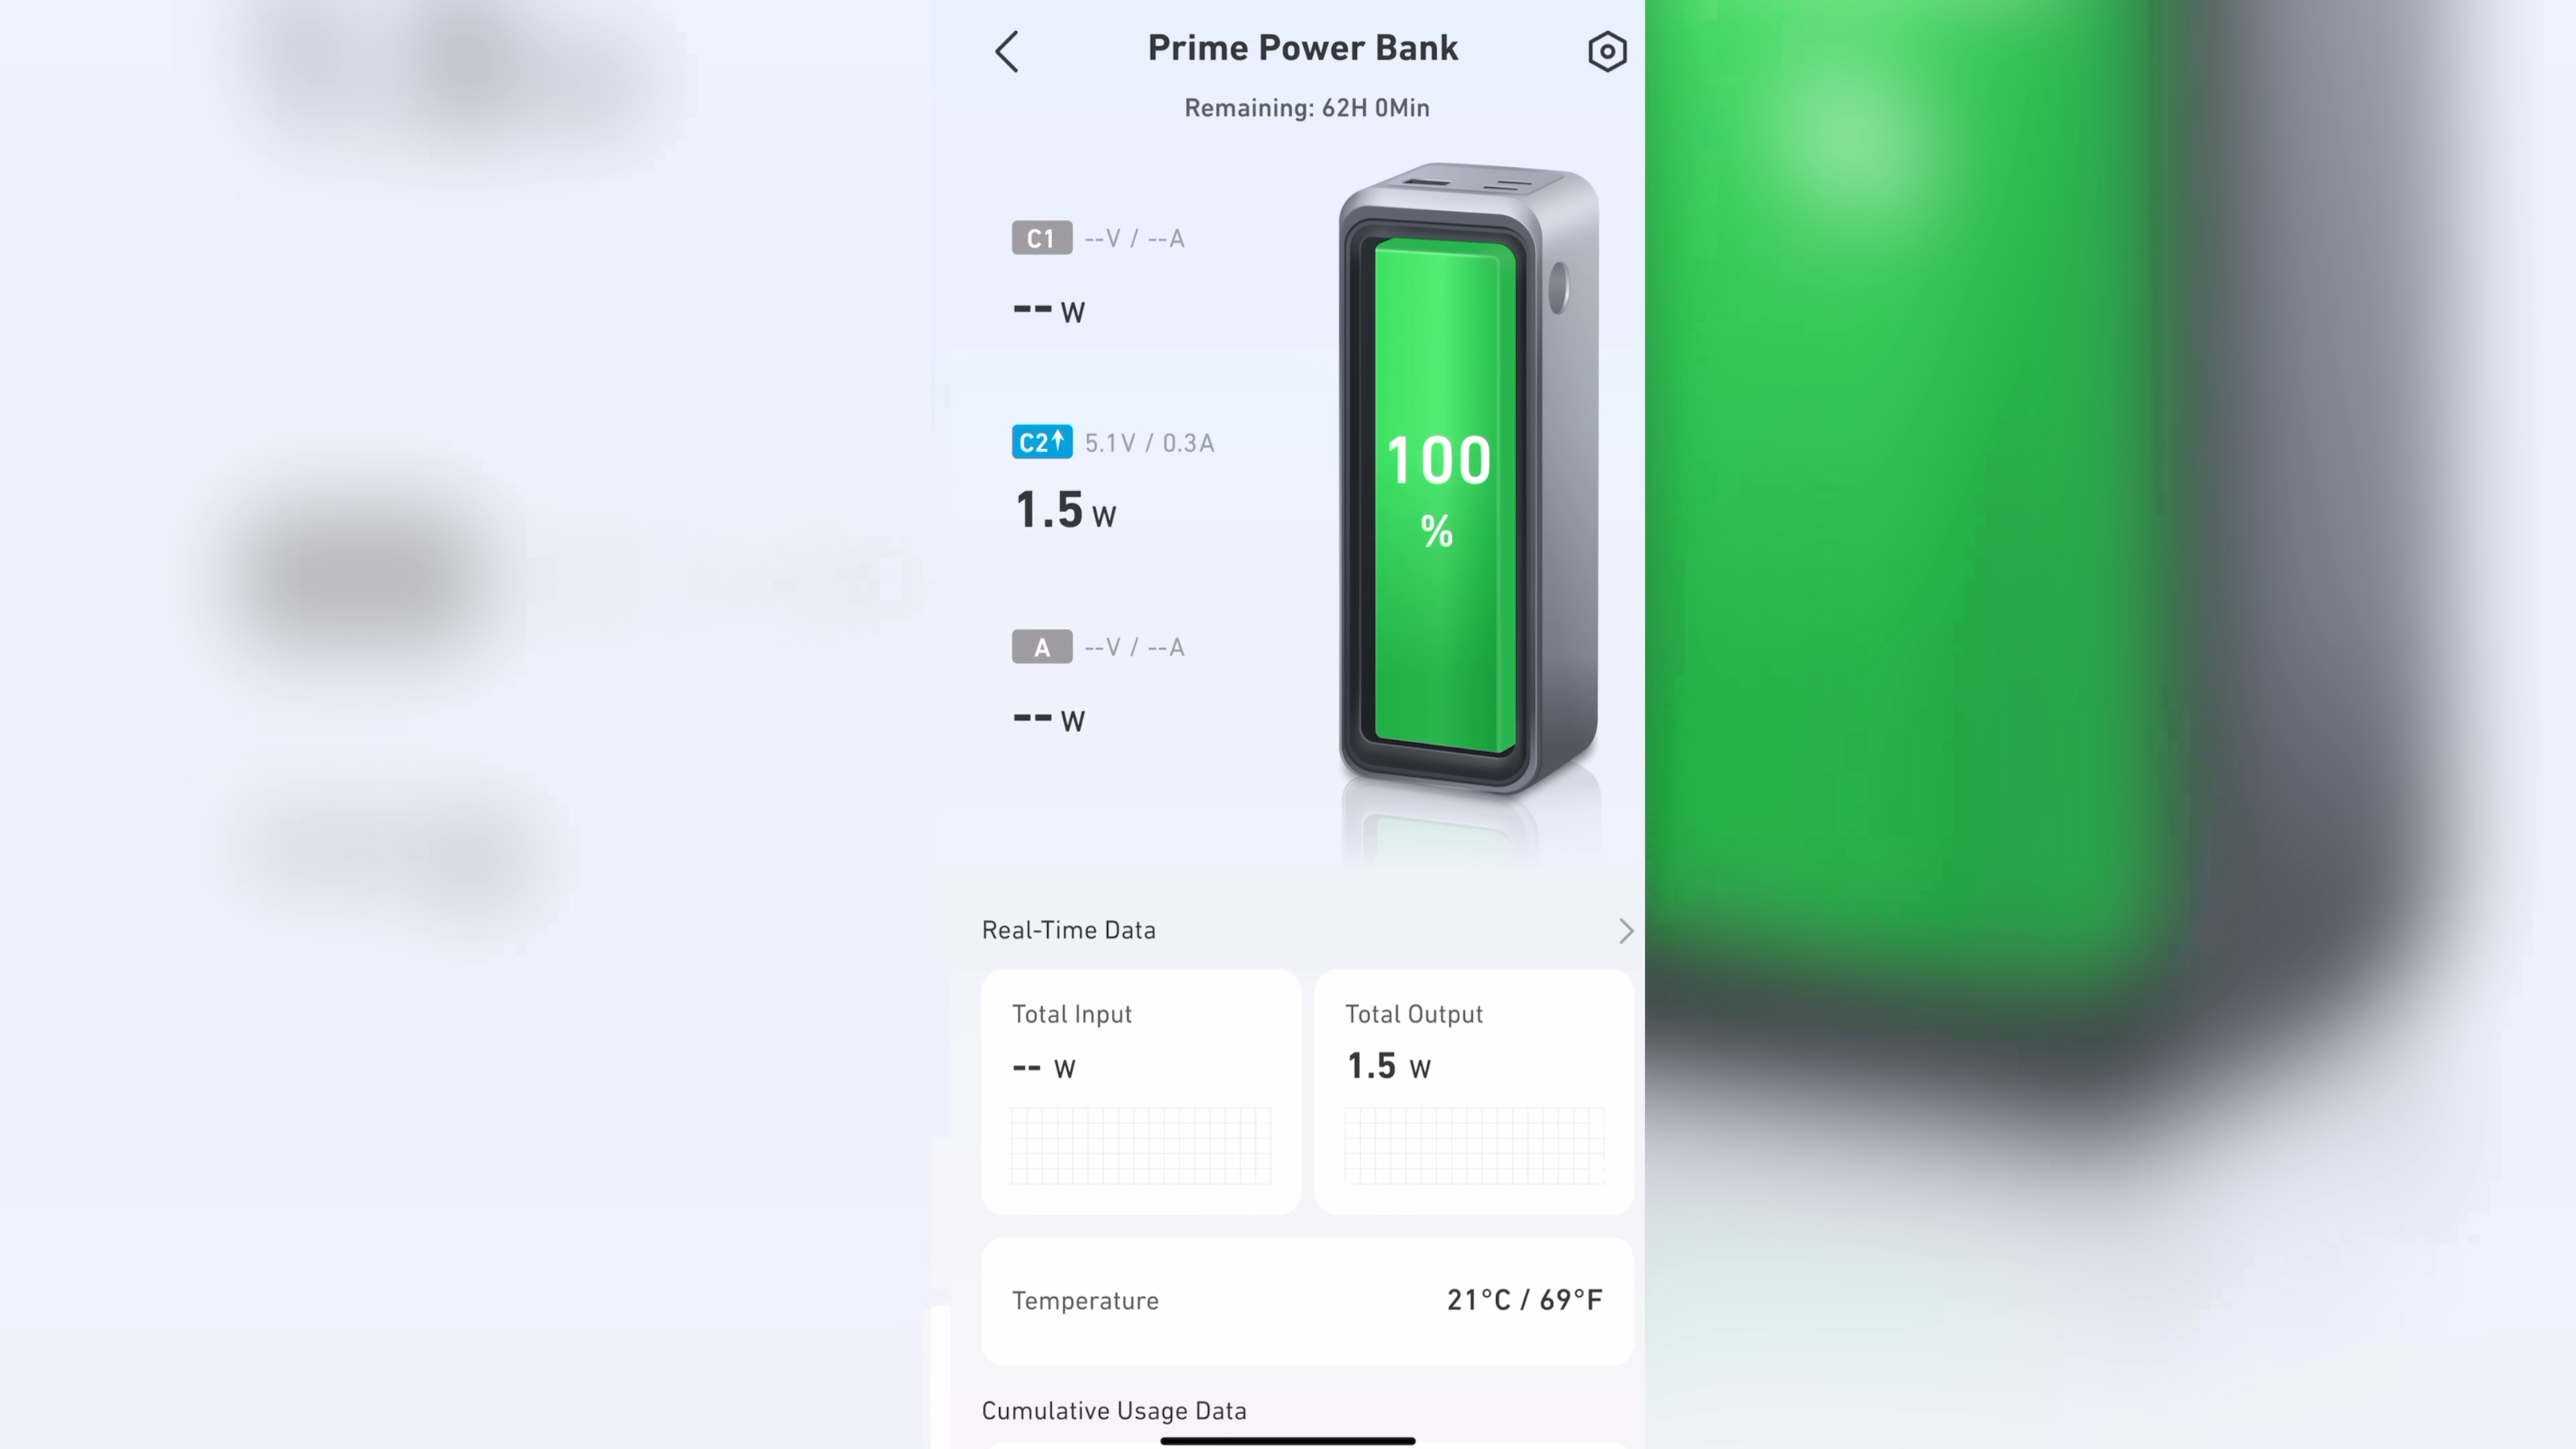 Prime Power Bank
Remaining: 62H 0Min
C1 --V / --A
-- W
C2 5.1V / 0.3A
1.5 W
A --V / --A
-- W
100
%
Real-Time Data
Total Input
-- W
Total Output
1.5 W
Temperature
21°C / 69°F
Cumulative Usage Data